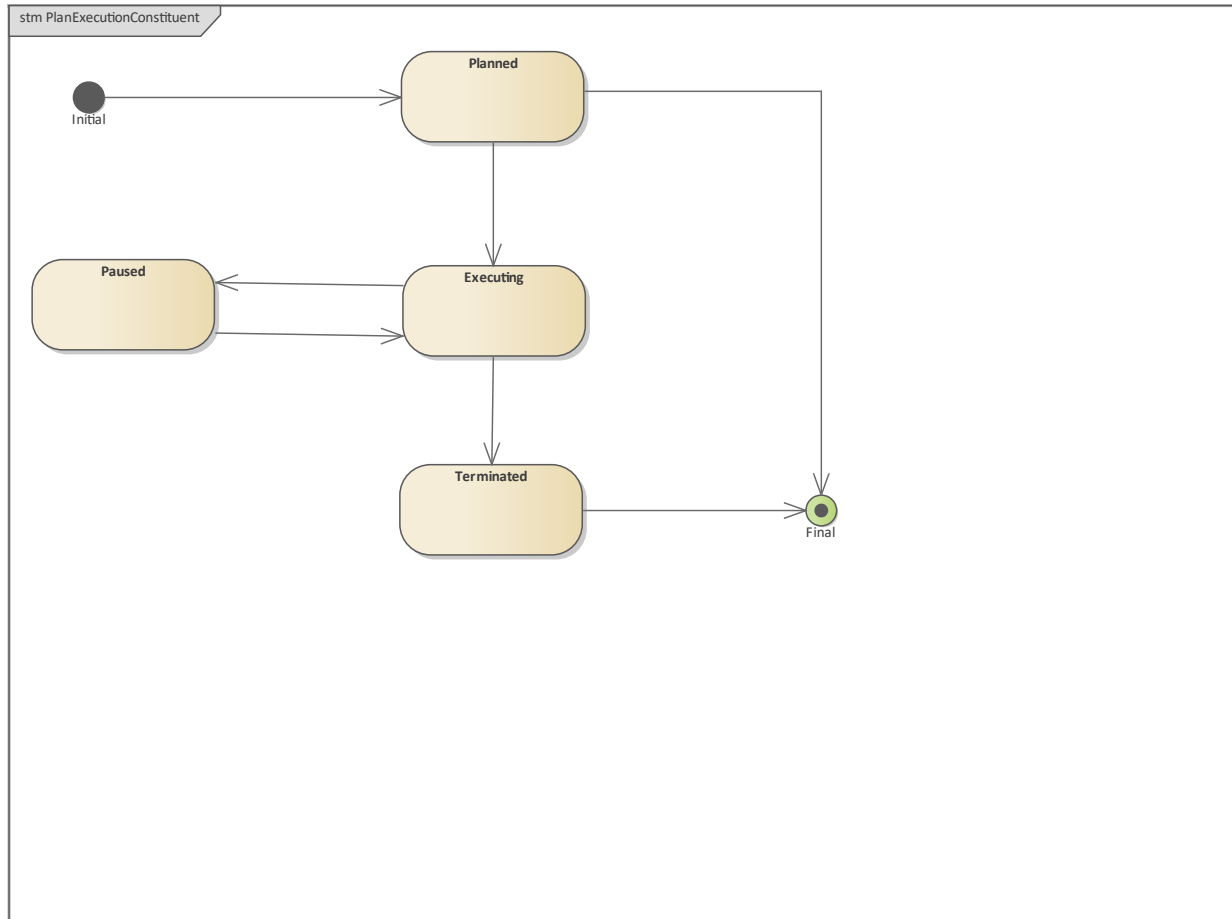 stm PlanExecutionConstituent
Planned
Initial
Paused
Executing
Terminated
Final